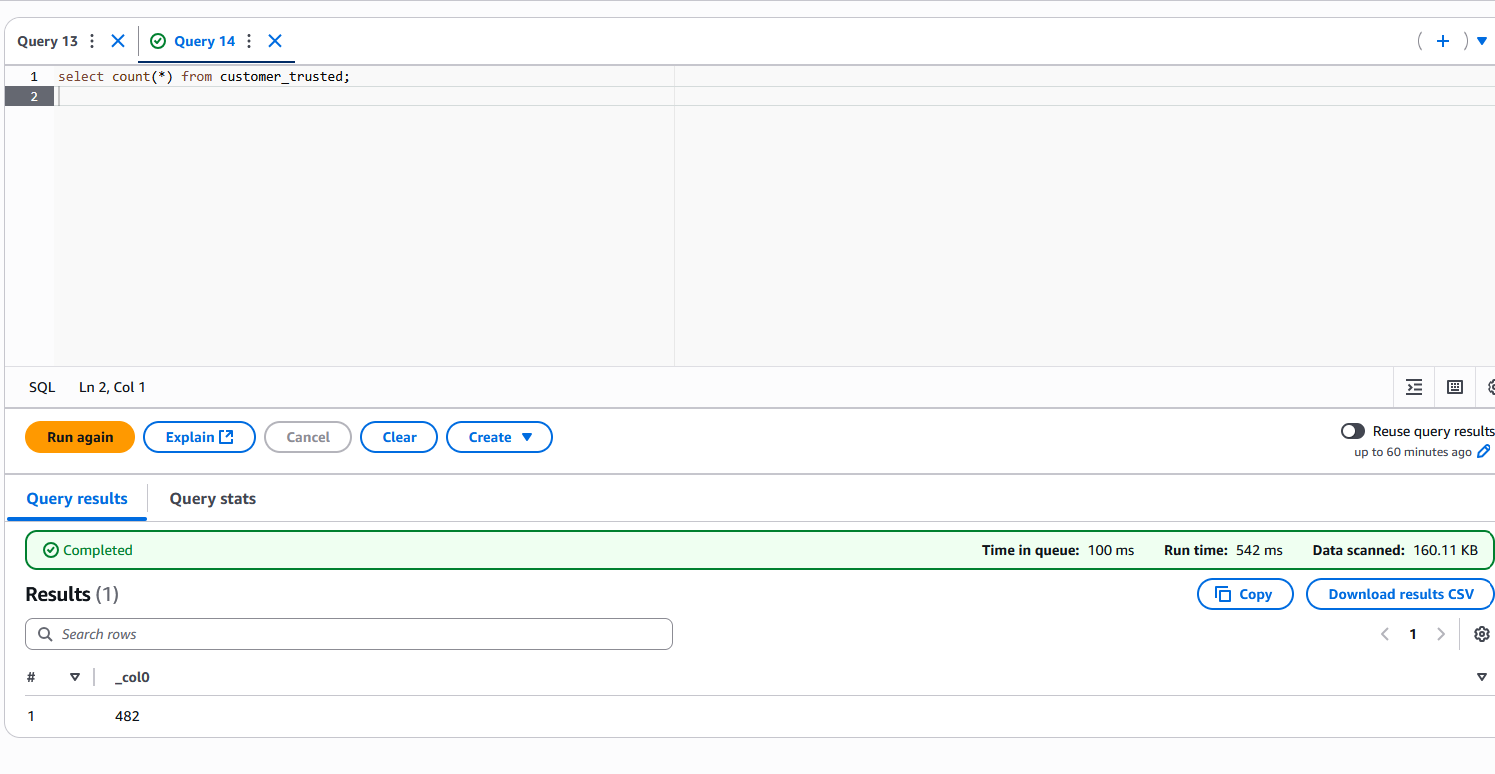 Query 13
Query 14
1 select count(*) from customer_trusted;
2
SQL Ln 2, Col 1
Run again Explain Cancel Clear Create
Reuse query results
up to 60 minutes ago
Query results Query stats
Completed Time in queue: 100 ms Run time: 542 ms Data scanned: 160.11 KB
Results (1)
Copy Download results CSV
Search rows
1
# _col0
1 482